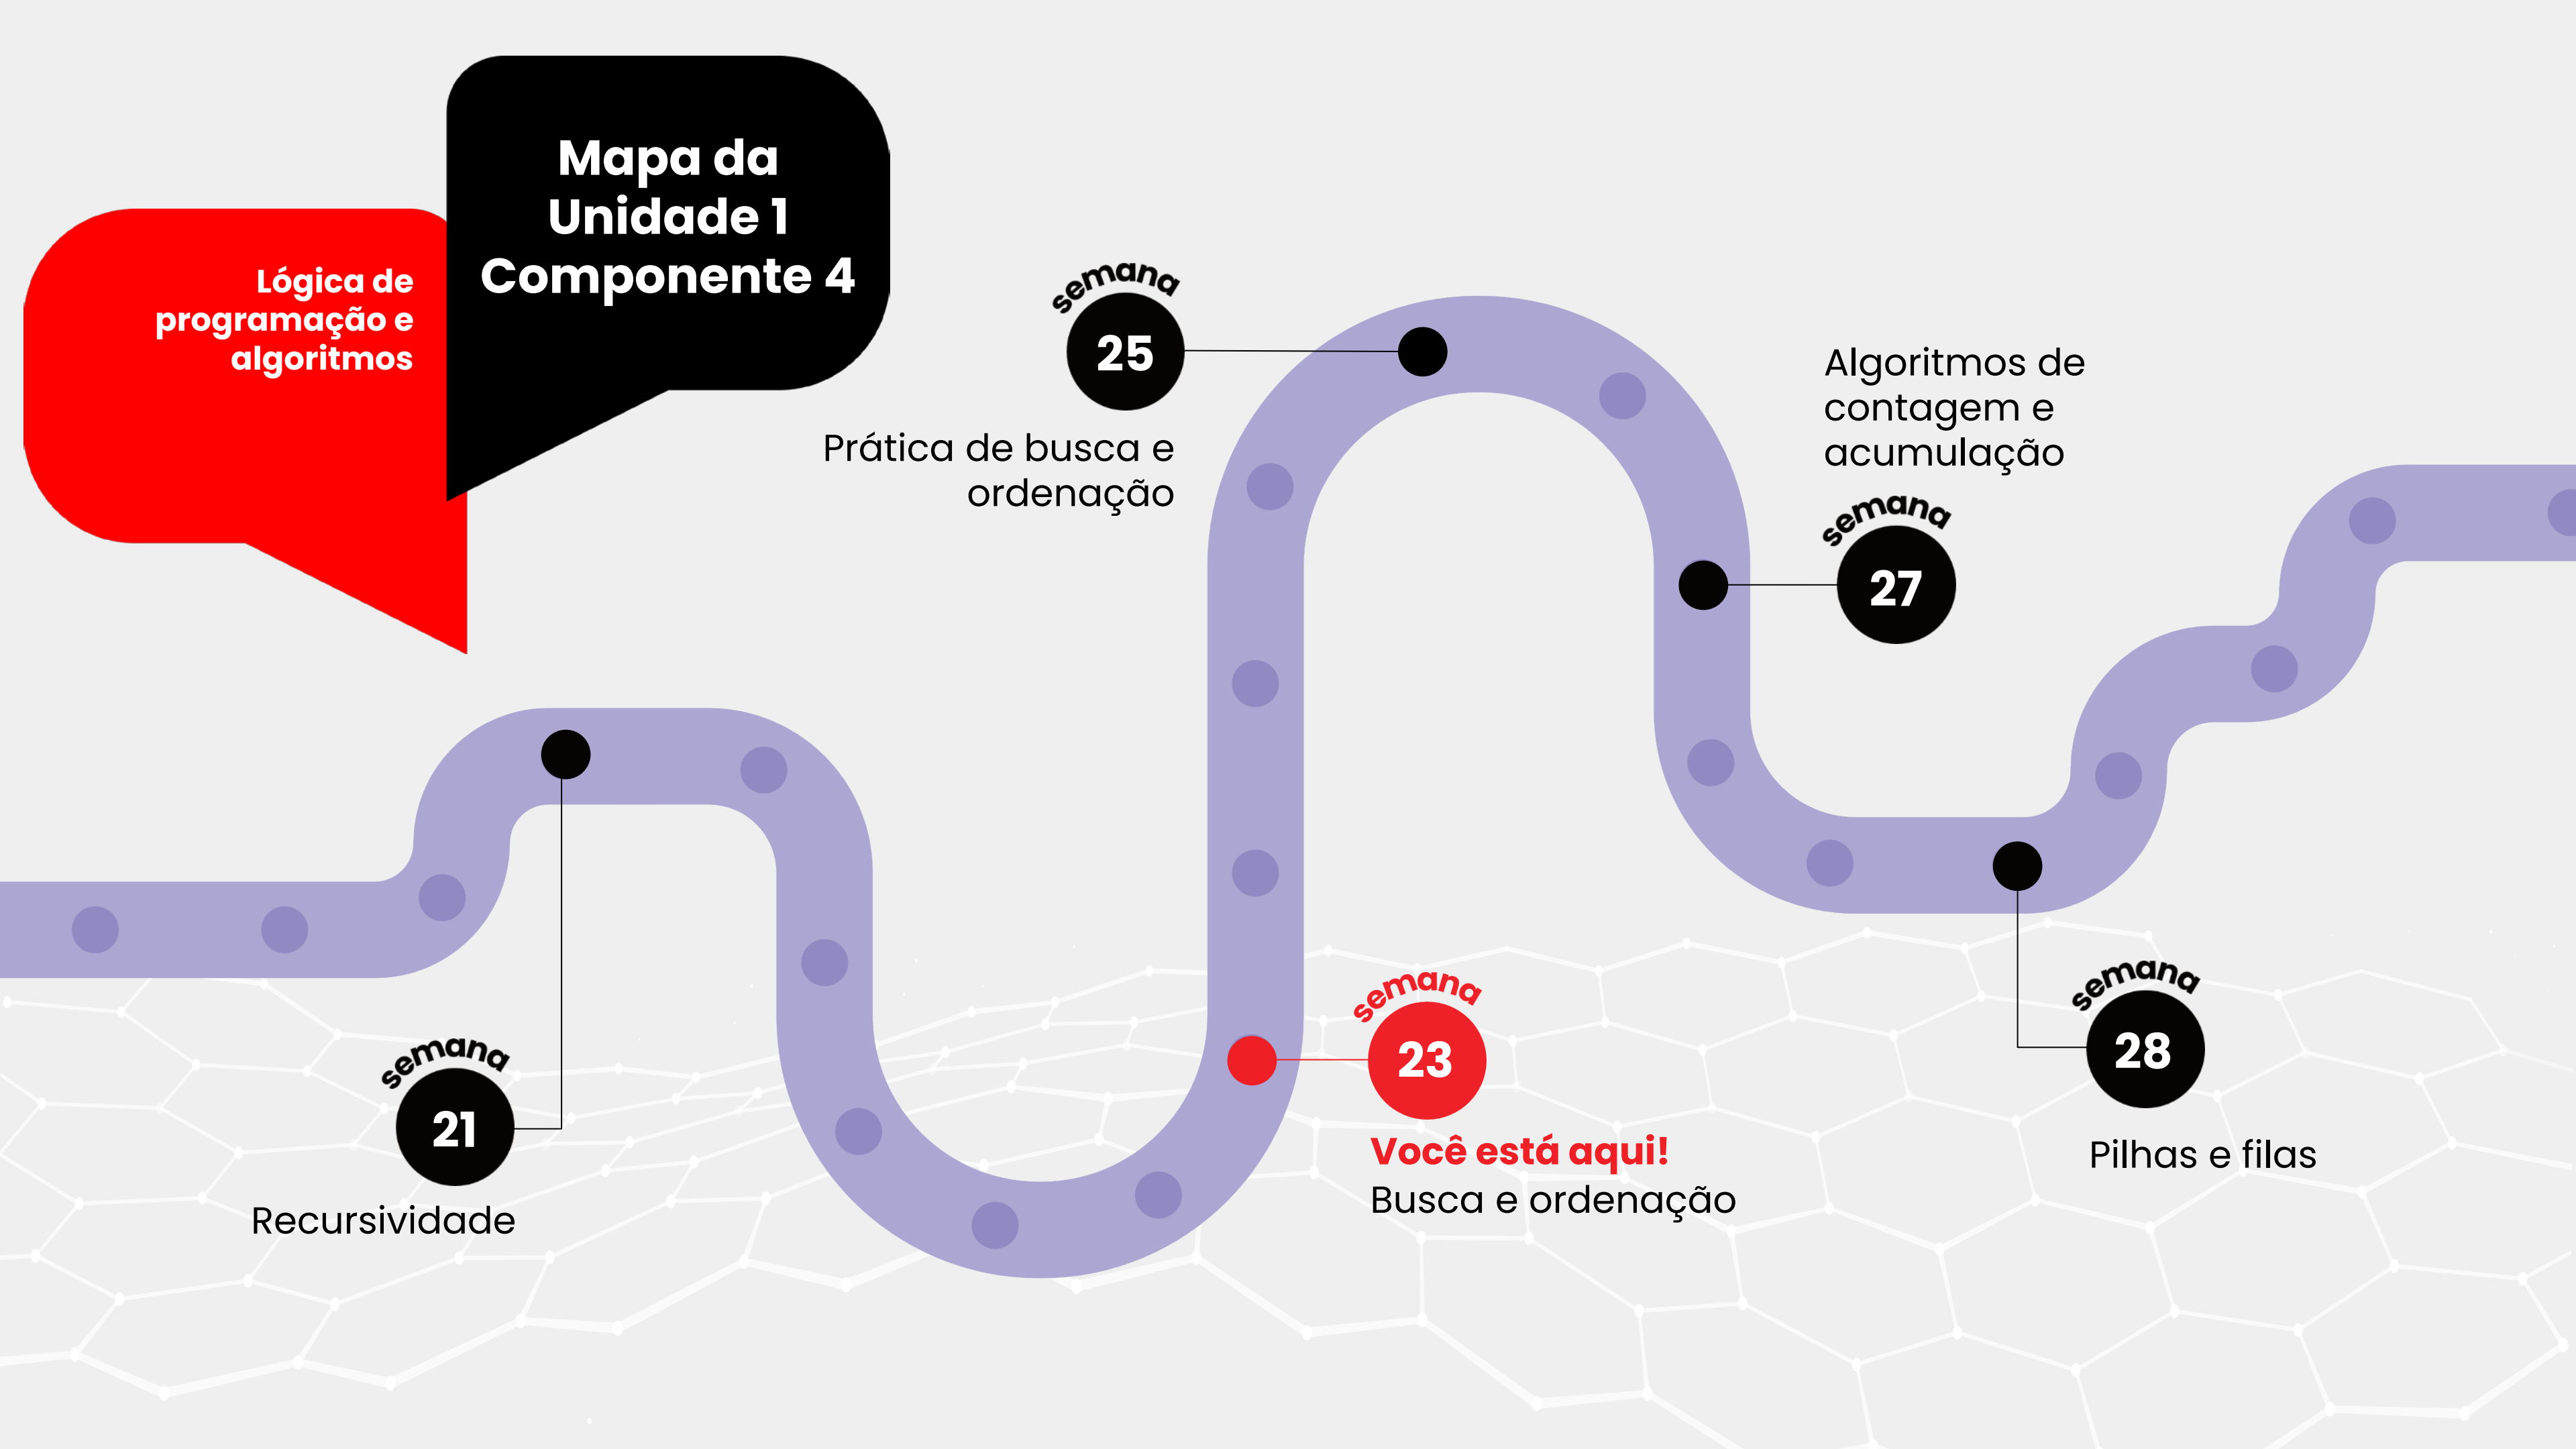 Mapa da
Unidade 1
Componente 4
Lógica de
programação e
algoritmos
semana
21
Recursividade
semana
23
Você está aqui!
Busca e ordenação
semana
25
Prática de busca e
ordenação
Algoritmos de
contagem e
acumulação
semana
27
semana
28
Pilhas e filas